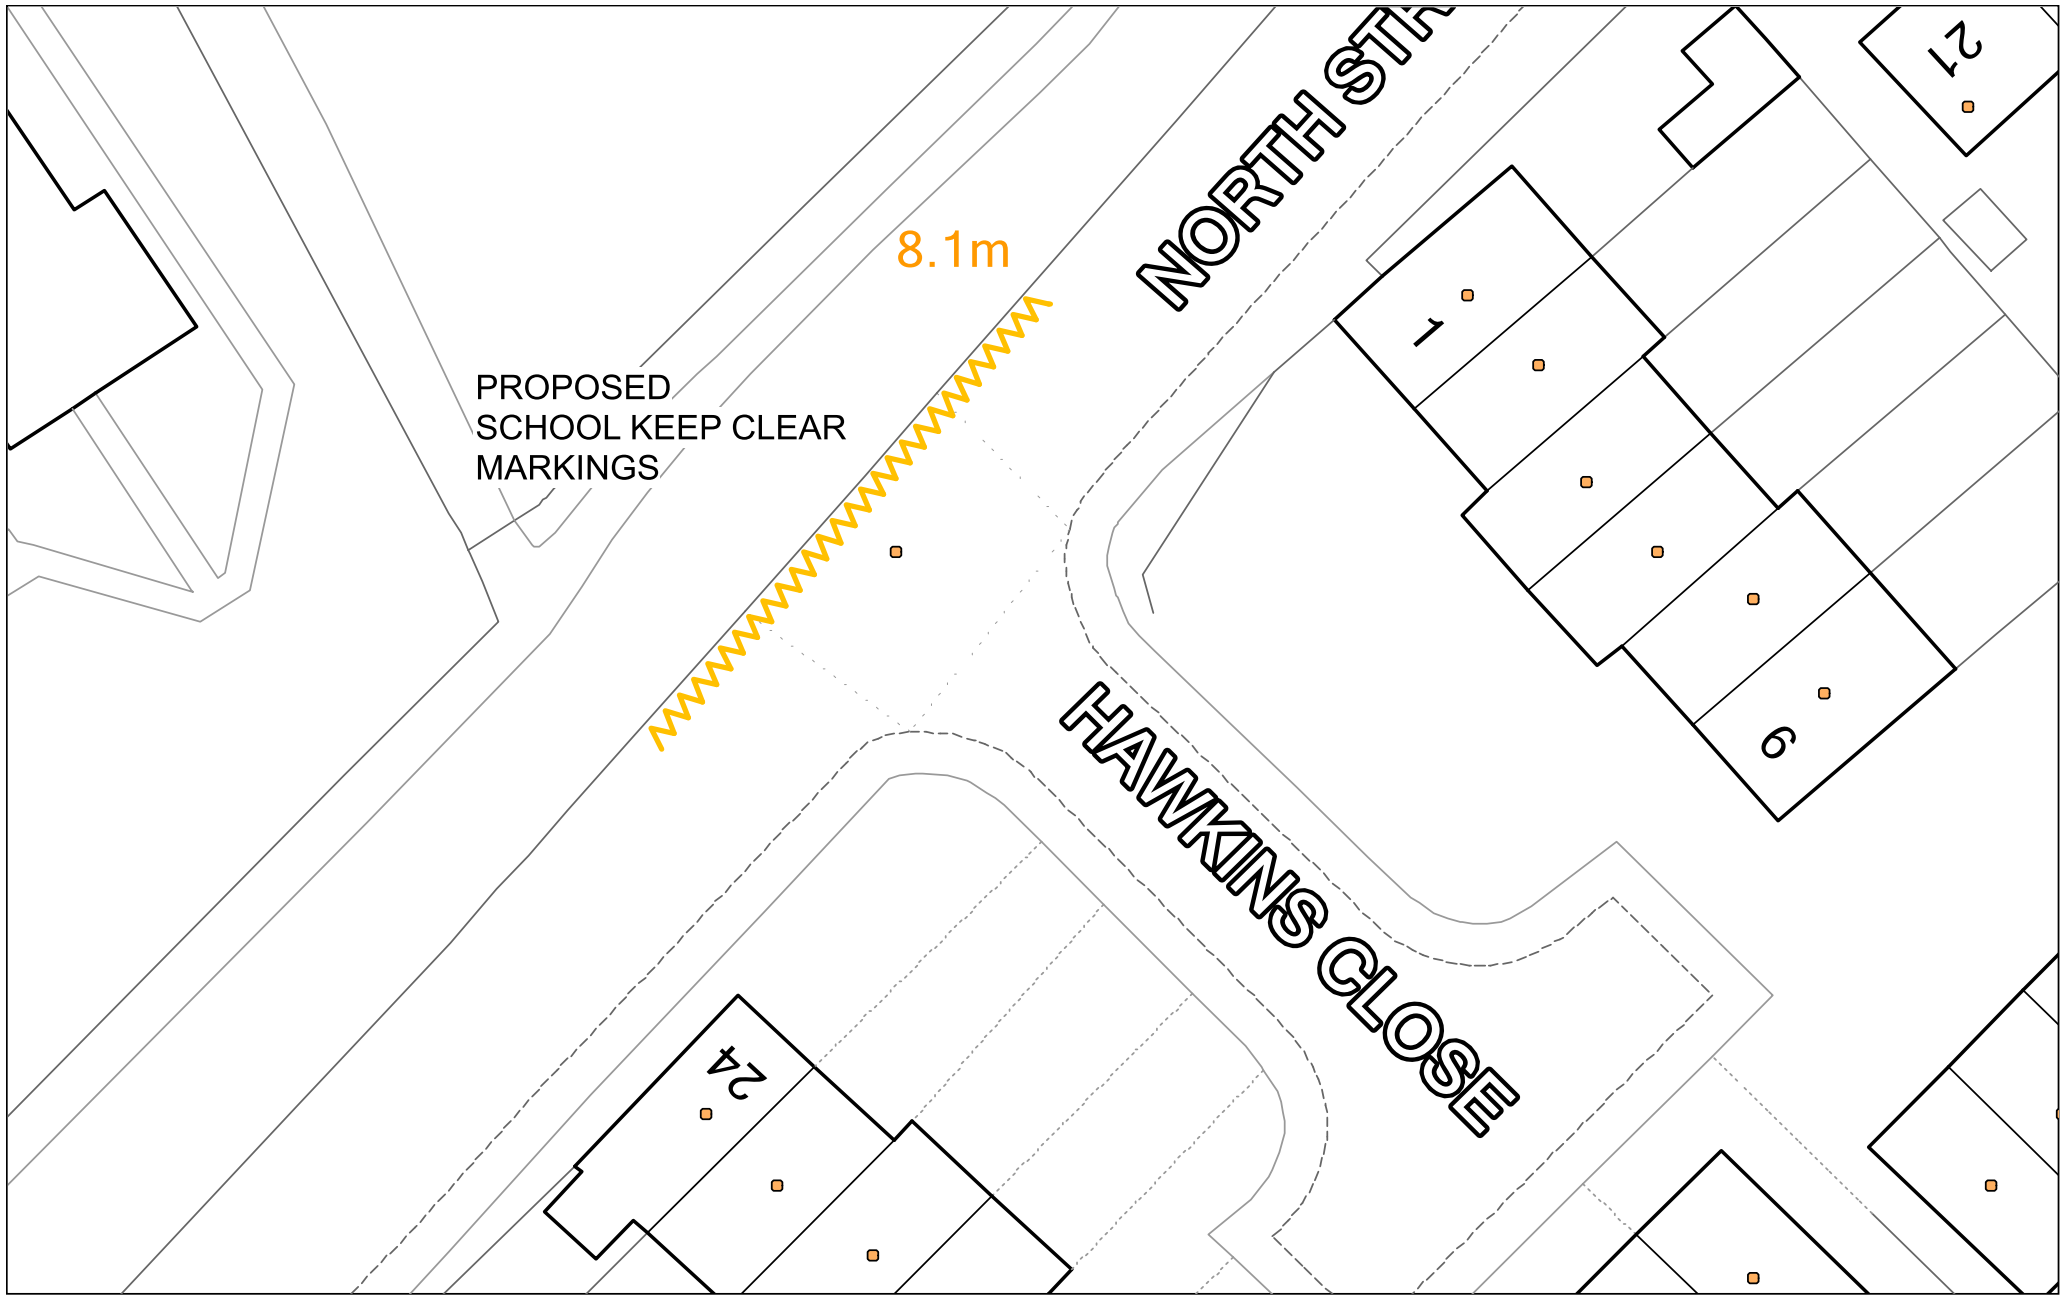 21
NORTH STR
8.1m
1
PROPOSED
SCHOOL KEEP CLEAR
MARKINGS
HAWKINS CLOSE
6
24